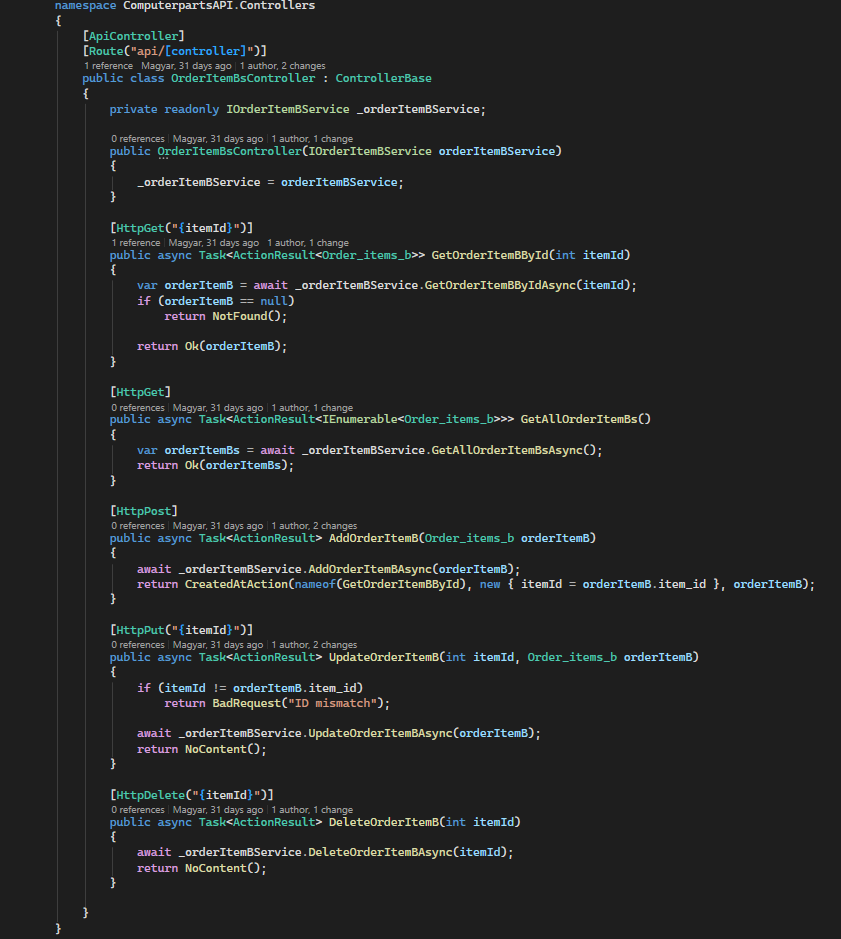 namespace ComputerpartsAPI.Controllers
{
[ApiController]
[Route("api/[controller]")]
1 reference | Magyar, 31 days ago | 1 author, 2 changes
public class OrderItemBsController : ControllerBase
{
private readonly IOrderItemBService _orderItemBService;
0 references | Magyar, 31 days ago | 1 author, 1 change
public OrderItemBsController(IOrderItemBService orderItemBService)
{
_orderItemBService = orderItemBService;
}
[HttpGet("{itemId}")]
1 reference | Magyar, 31 days ago | 1 author, 1 change
public async Task<ActionResult<Order_items_b>> GetOrderItemBById(int itemId)
{
var orderItemB = await _orderItemBService.GetOrderItemBByIdAsync(itemId);
if (orderItemB == null)
return NotFound();
return Ok(orderItemB);
}
[HttpGet]
0 references | Magyar, 31 days ago | 1 author, 1 change
public async Task<ActionResult<IEnumerable<Order_items_b>>> GetAllOrderItemBs()
{
var orderItemBs = await _orderItemBService.GetAllOrderItemBsAsync();
return Ok(orderItemBs);
}
[HttpPost]
0 references | Magyar, 31 days ago | 1 author, 2 changes
public async Task<ActionResult> AddOrderItemB(Order_items_b orderItemB)
{
await _orderItemBService.AddOrderItemBAsync(orderItemB);
return CreatedAtAction(nameof(GetOrderItemBById), new { itemId = orderItemB.item_id }, orderItemB);
}
[HttpPut("{itemId}")]
0 references | Magyar, 31 days ago | 1 author, 2 changes
public async Task<ActionResult> UpdateOrderItemB(int itemId, Order_items_b orderItemB)
{
if (itemId != orderItemB.item_id)
return BadRequest("ID mismatch");
await _orderItemBService.UpdateOrderItemBAsync(orderItemB);
return NoContent();
}
[HttpDelete("{itemId}")]
0 references | Magyar, 31 days ago | 1 author, 1 change
public async Task<ActionResult> DeleteOrderItemB(int itemId)
{
await _orderItemBService.DeleteOrderItemBAsync(itemId);
return NoContent();
}
}
}